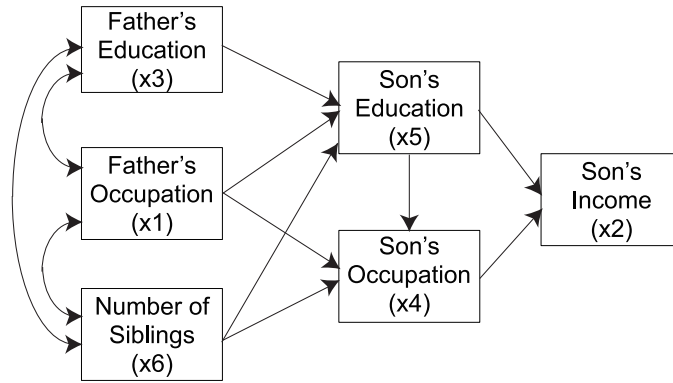 Father's
Education
(x3)
Father's
Occupation
(x1)
Number of
Siblings
(x6)
Son's
Education
(x5)
Son's
Occupation
(x4)
Son's
Income
(x2)